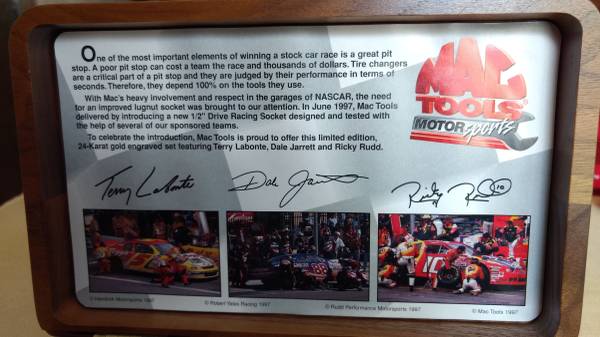 One of the most important elements of winning a stock car race is a great pit
stop. A poor pit stop can cost a team the race and thousands of dollars. Tire changers
are a critical part of a pit stop and they are judged by their performance in terms of
seconds. Therefore, they depend 100% on the tools they use.
With Mac's heavy involvement and respect in the garages of NASCAR, the need
for an improved lugnut socket was brought to our attention. In June 1997, Mac Tools
delivered by introducing a new 1/2" Drive Racing Socket designed and tested with
the help of several of our sponsored teams.
To celebrate the introduction, Mac Tools is proud to offer this limited edition,
24-Karat gold engraved set featuring Terry Labonte, Dale Jarrett and Ricky Rudd.
MAC
TOOLS
MOTORsports
Terry Labonte
Dale Jarrett
Ricky Rudd 10
10
© Hendrick Motorsports 1997
© Robert Yates Racing 1997
© Rudd Performance Motorsports 1997
© Mac Tools 1997